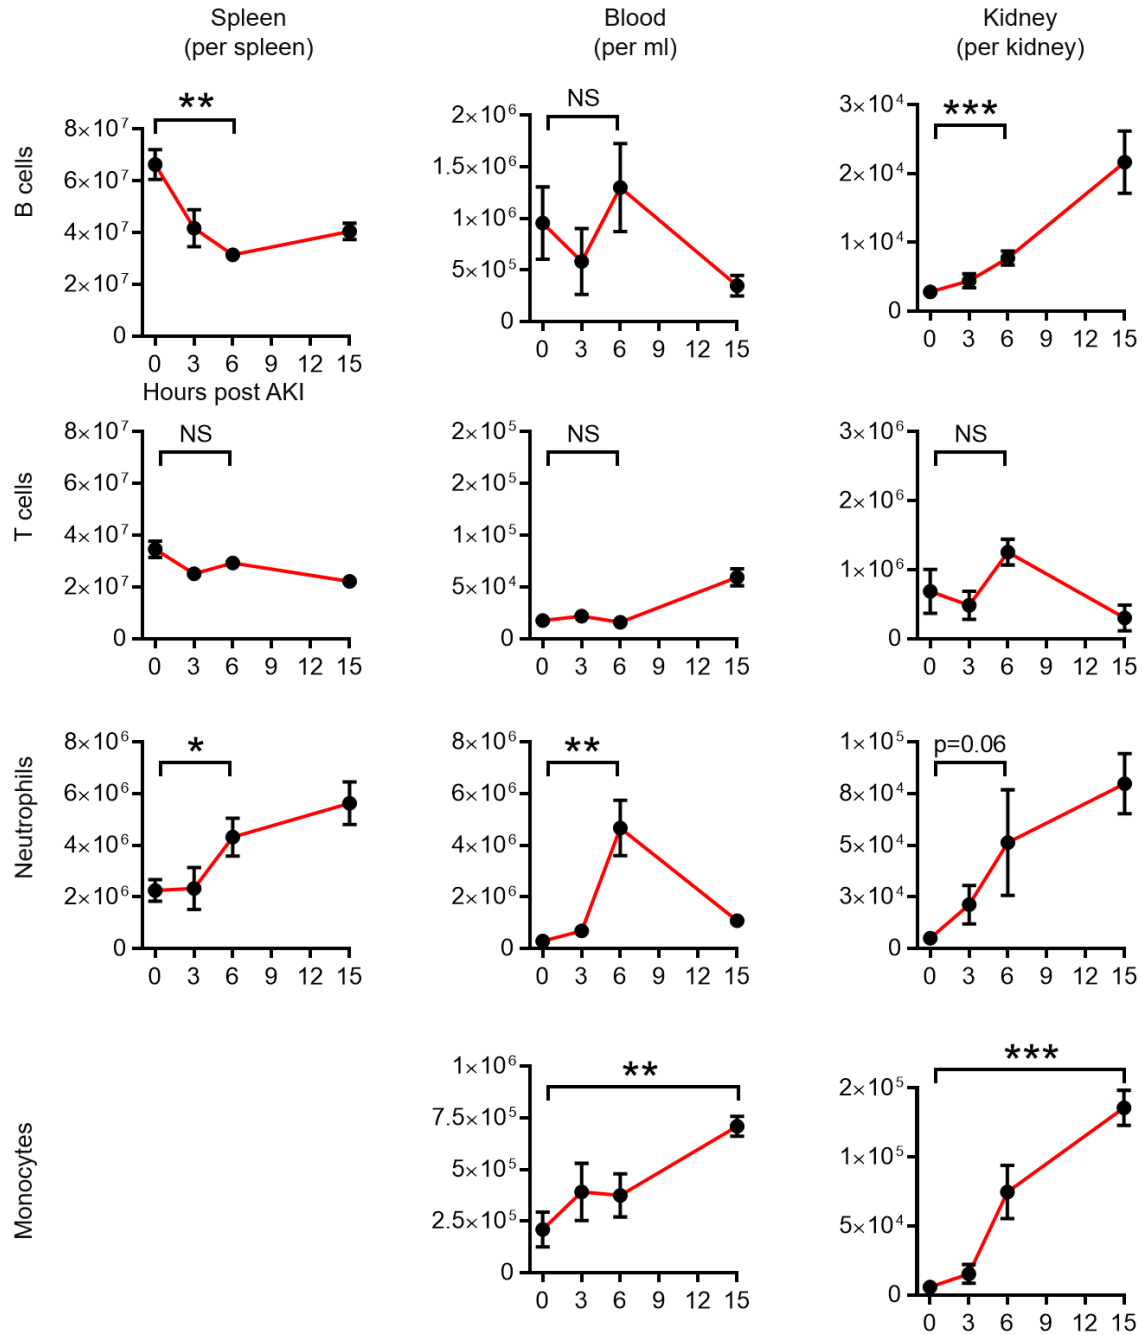 Spleen
(per spleen)
Blood
(per ml)
Kidney
(per kidney)
B cells
**
8×10⁷
6×10⁷
4×10⁷
2×10⁷
0
0 3 6 9 12 15
Hours post AKI
NS
2×10⁶
1.5×10⁶
1×10⁶
5×10⁵
0
0 3 6 9 12 15
***
3×10⁴
2×10⁴
1×10⁴
0
0 3 6 9 12 15
T cells
NS
8×10⁷
6×10⁷
4×10⁷
2×10⁷
0
0 3 6 9 12 15
NS
2×10⁵
2×10⁵
1×10⁵
5×10⁴
0
0 3 6 9 12 15
NS
3×10⁶
2×10⁶
1×10⁶
0
0 3 6 9 12 15
Neutrophils
*
8×10⁶
6×10⁶
4×10⁶
2×10⁶
0
0 3 6 9 12 15
**
8×10⁶
6×10⁶
4×10⁶
2×10⁶
0
0 3 6 9 12 15
p=0.06
1×10⁵
8×10⁴
5×10⁴
3×10⁴
0
0 3 6 9 12 15
Monocytes
**
1×10⁶
7.5×10⁵
5×10⁵
2.5×10⁵
0
0 3 6 9 12 15
***
2×10⁵
1×10⁵
5×10⁴
0
0 3 6 9 12 15